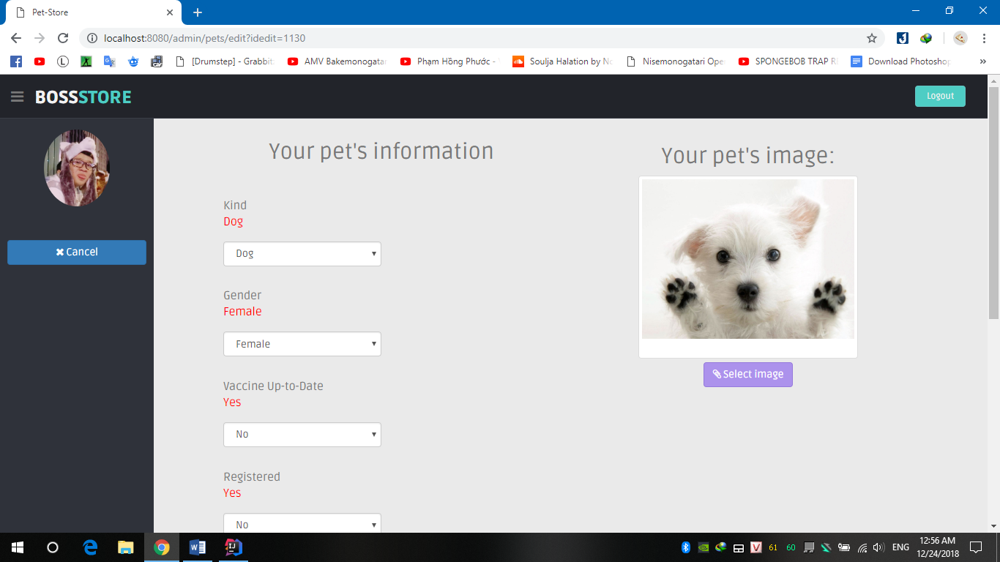 Pet-Store
localhost:8080/admin/pets/edit?idedit=1130
[Drumstep] - Grabbit
AMV Bakemonogatar
Phạm Hồng Phước -
Soulja Halation by No
Nisemonogatari Ope
SPONGEBOB TRAP RE
Download Photoshop
BOSSSTORE
Logout
Your pet's information
Your pet's image:
Cancel
Kind
Dog
Dog
Gender
Female
Female
Select image
Vaccine Up-to-Date
Yes
No
Registered
Yes
No
61
60
ENG
12:56 AM
12/24/2018